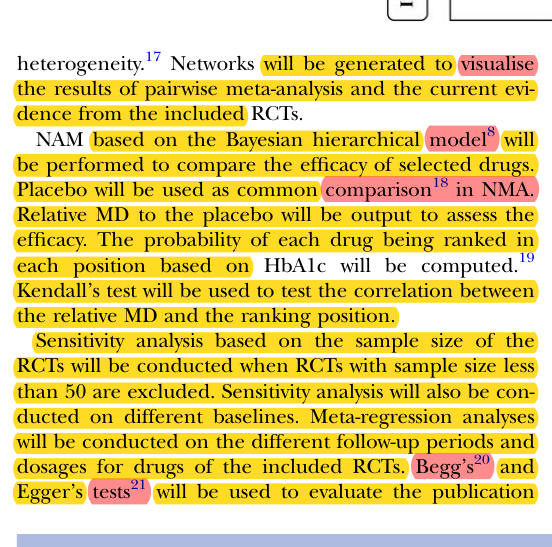 heterogeneity.17 Networks will be generated to visualise
the results of pairwise meta-analysis and the current evi-
dence from the included RCTs.
NAM based on the Bayesian hierarchical model8 will
be performed to compare the efficacy of selected drugs.
Placebo will be used as common comparison18 in NMA.
Relative MD to the placebo will be output to assess the
efficacy. The probability of each drug being ranked in
each position based on HbA1c will be computed.19
Kendall's test will be used to test the correlation between
the relative MD and the ranking position.
Sensitivity analysis based on the sample size of the
RCTs will be conducted when RCTs with sample size less
than 50 are excluded. Sensitivity analysis will also be con-
ducted on different baselines. Meta-regression analyses
will be conducted on the different follow-up periods and
dosages for drugs of the included RCTs. Begg's20 and
Egger's tests21 will be used to evaluate the publication